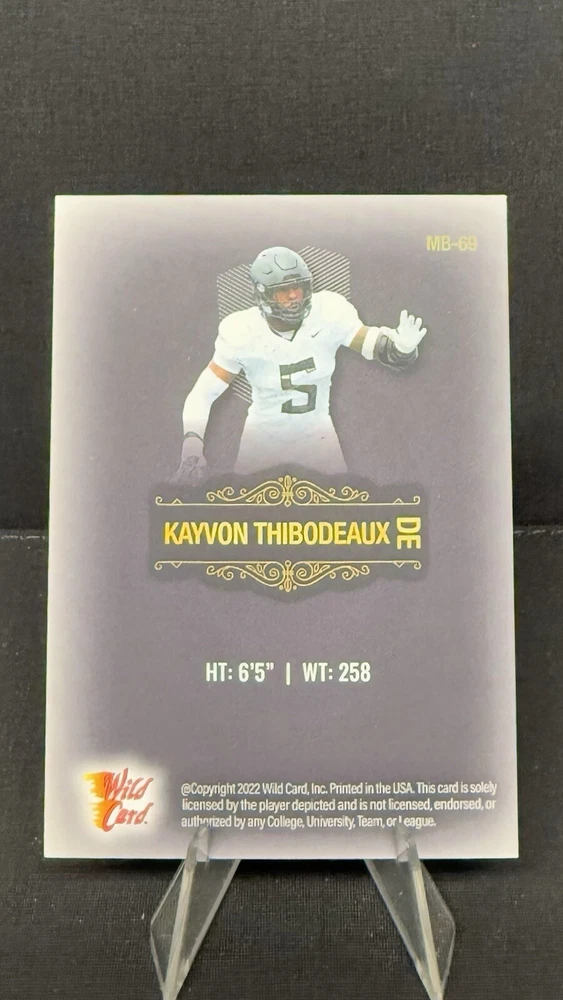 MB-69
5
KAYVON THIBODEAUX DE
HT: 6'5" | WT: 258
Wild
Card.
@Copyright 2022 Wild Card, Inc. Printed in the USA. This card is solely
licensed by the player depicted and is not licensed, endorsed, or
authorized by any College, University, Team, or League.